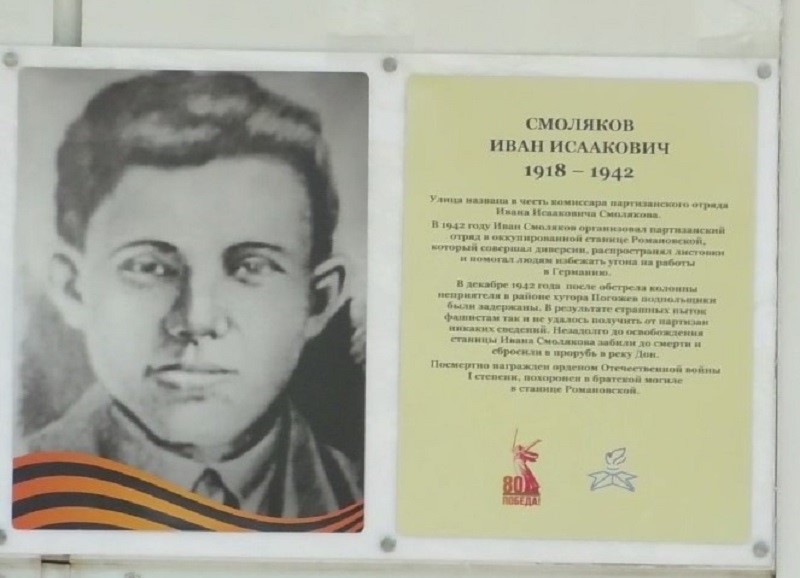 СМОЛЯКОВ
ИВАН ИСААКОВИЧ
1918 – 1942
Улица названа в честь комиссара партизанского отряда
Ивана Исааковича Смолякова.
В 1942 году Иван Смоляков организовал партизанский
отряд в оккупированной станице Романовской,
который совершал диверсии, распространял листовки
и помогал людям избежать угона на работы
в Германию.
В декабре 1942 года после обстрела колонны
неприятеля в районе хутора Погожев подпольщики
были задержаны. В результате страшных пыток
фашистам так и не удалось получить от партизан
никаких сведений. Незадолго до освобождения
станицы Ивана Смолякова забили до смерти и
сбросили в прорубь в реку Дон.
Посмертно награжден орденом Отечественной войны
I степени, похоронен в братской могиле
в станице Романовской.
80
ПОБЕДА!